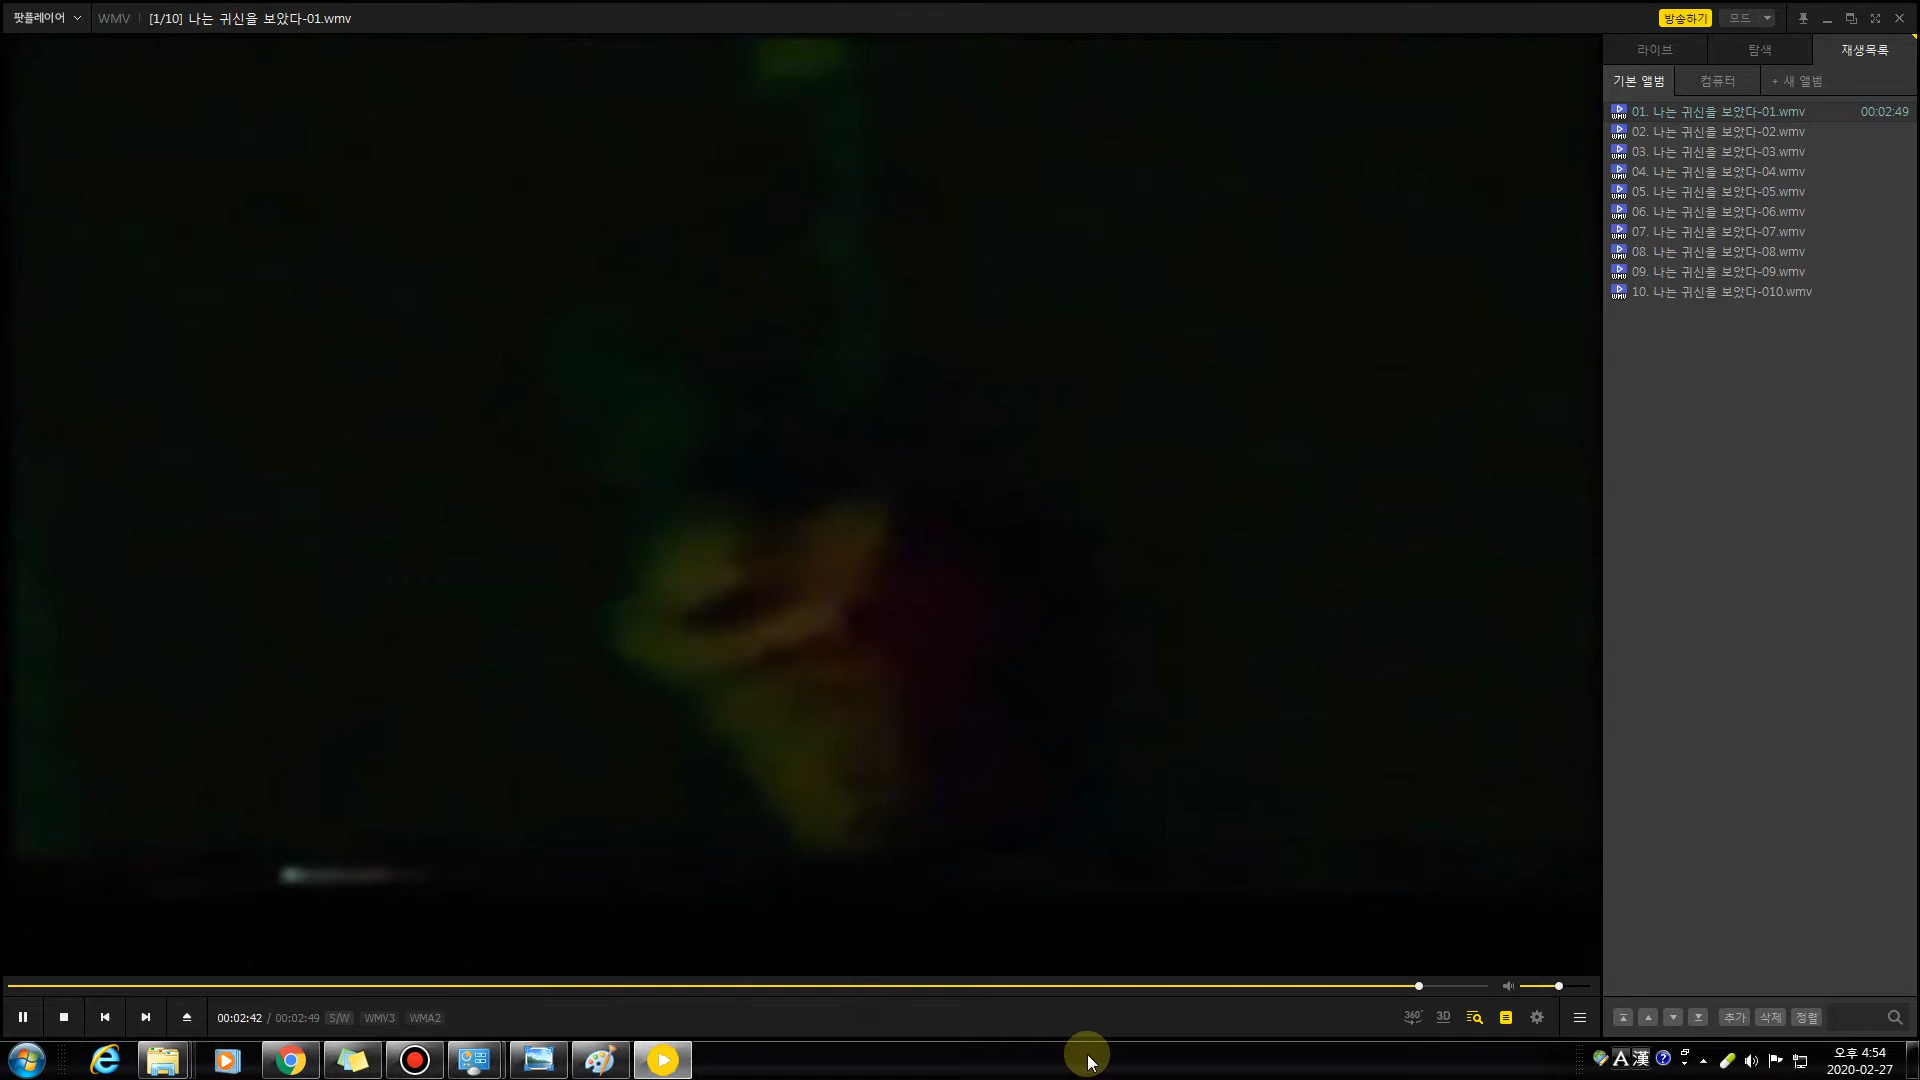 팟플레이어 WMV [1/10] 나는 귀신을 보았다-01.wmv 방송하기 모드
라이브 탐색 재생목록
기본 앨범 컴퓨터 + 새 앨범
01. 나는 귀신을 보았다-01.wmv 00:02:49
02. 나는 귀신을 보았다-02.wmv
03. 나는 귀신을 보았다-03.wmv
04. 나는 귀신을 보았다-04.wmv
05. 나는 귀신을 보았다-05.wmv
06. 나는 귀신을 보았다-06.wmv
07. 나는 귀신을 보았다-07.wmv
08. 나는 귀신을 보았다-08.wmv
09. 나는 귀신을 보았다-09.wmv
10. 나는 귀신을 보았다-010.wmv
00:02:42 / 00:02:49 S/W WMV3 WMA2 360° 3D 추가 삭제 정렬
A 漢 오후 4:54
2020-02-27